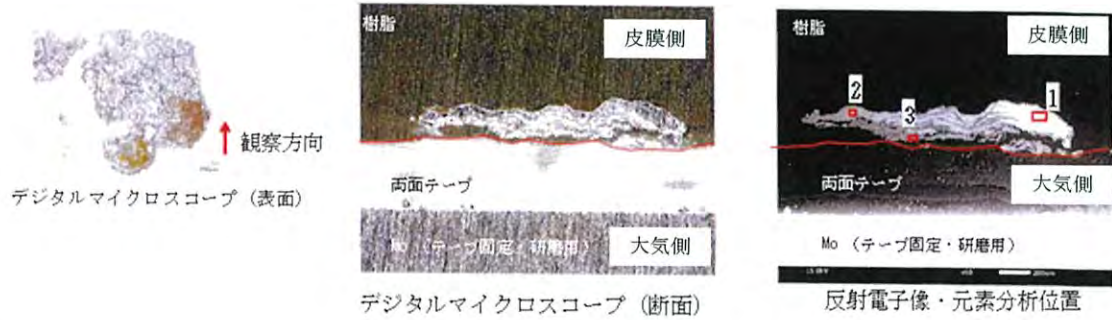 観察方向
デジタルマイクロスコープ (表面)
樹脂
皮膜側
両面テープ
Mo (テープ固定・研磨用)
大気側
デジタルマイクロスコープ (断面)
樹脂
皮膜側
1
2
3
両面テープ
大気側
Mo (テープ固定・研磨用)
反射電子像・元素分析位置